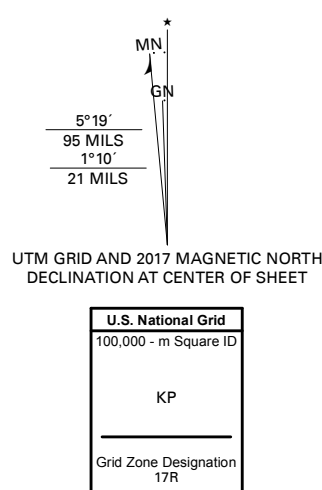 ★
MN
GN
5°19´
95 MILS
1°10´
21 MILS
UTM GRID AND 2017 MAGNETIC NORTH
DECLINATION AT CENTER OF SHEET
U.S. National Grid
100,000 - m Square ID
KP
Grid Zone Designation
17R